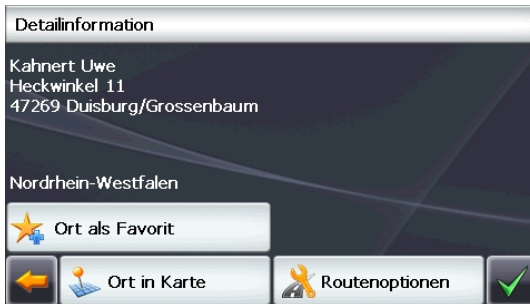 Detailinformation
Kahnert Uwe
Heckwinkel 11
47269 Duisburg/Grossenbaum
Nordrhein-Westfalen
Ort als Favorit
Ort in Karte
Routenoptionen